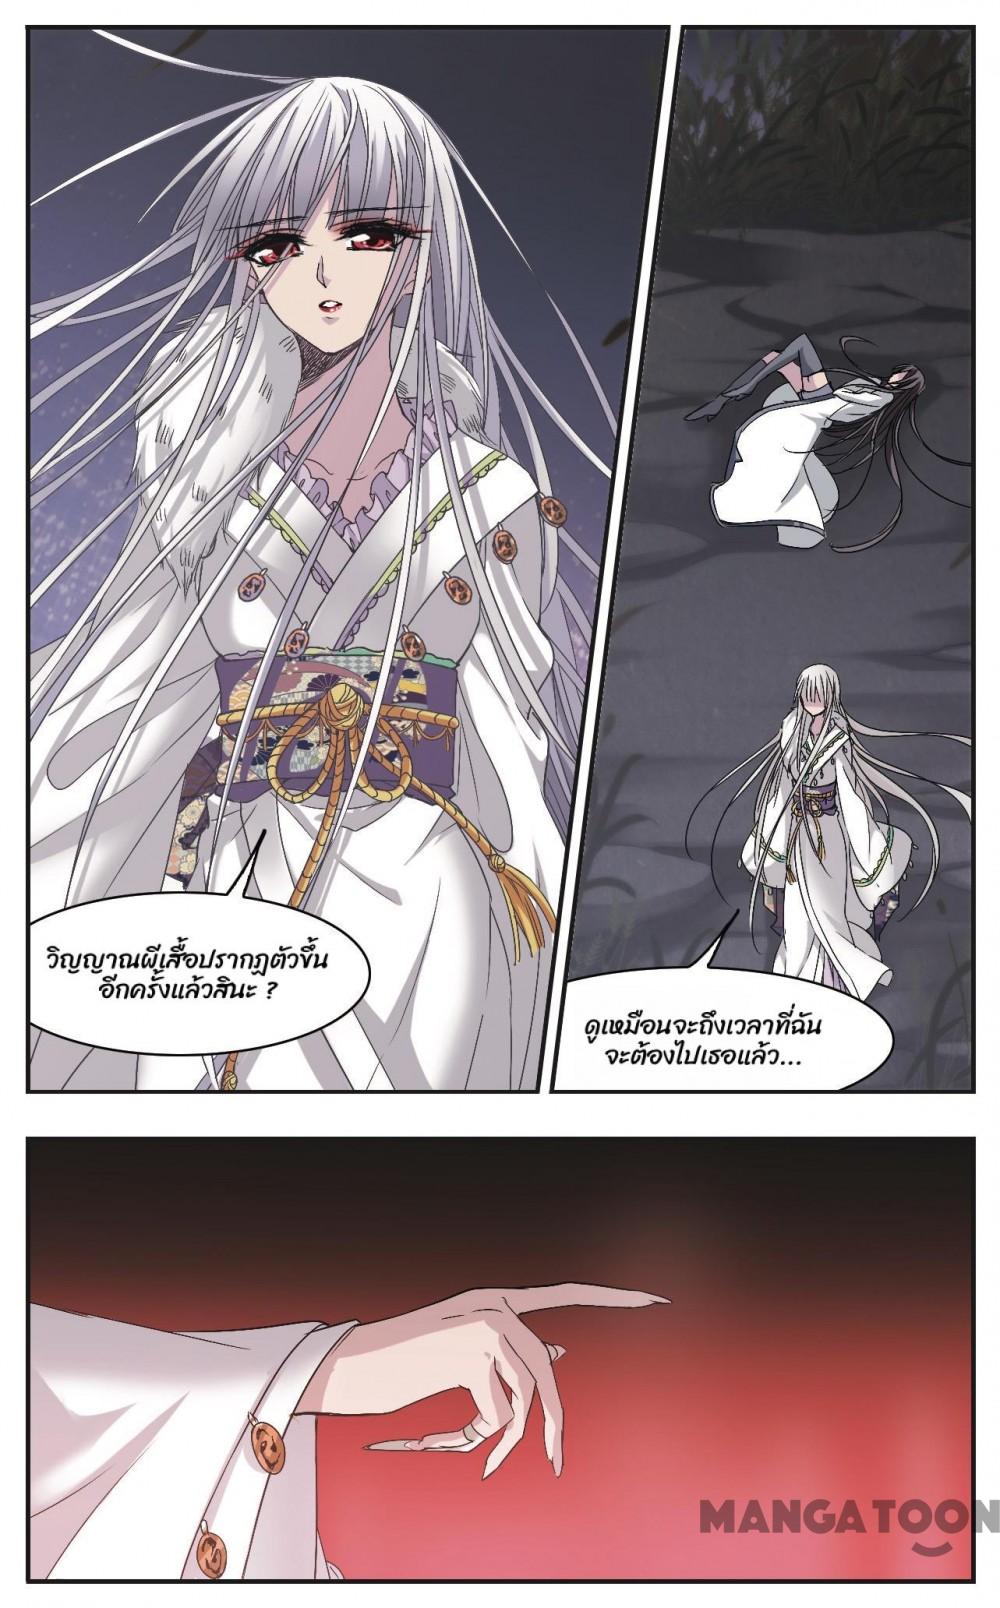 วิญญาณผีเสื้อปรากฏตัวขึ้น
อีกครั้งแล้วสินะ ?
ดูเหมือนจะถึงเวลาที่ฉัน
จะต้องไปเธอแล้ว...
MANGATOON